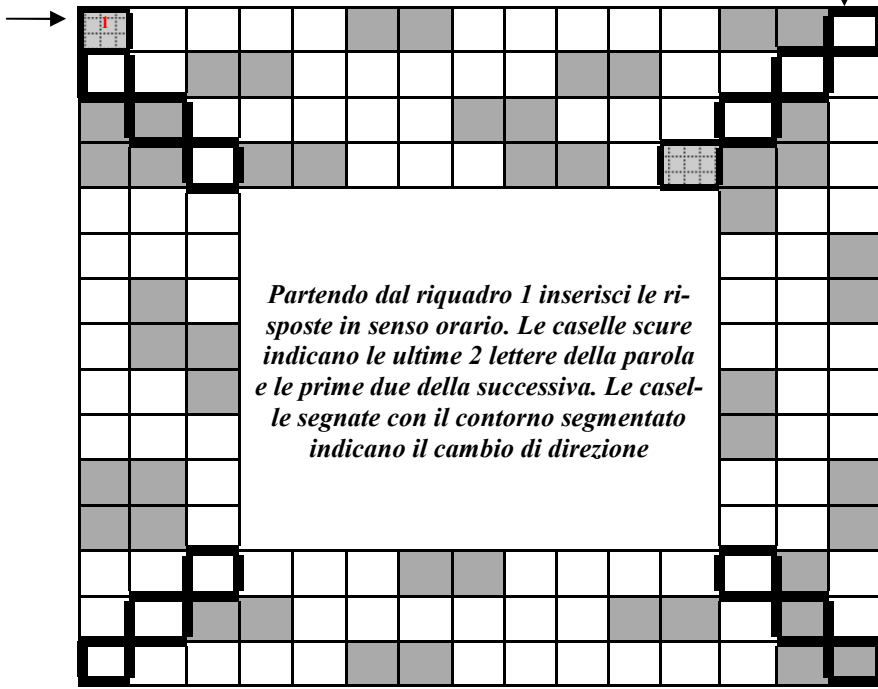 1
Partendo dal riquadro 1 inserisci le ri-
sposte in senso orario. Le caselle scure
indicano le ultime 2 lettere della parola
e le prime due della successiva. Le casel-
le segnate con il contorno segmentato
indicano il cambio di direzione